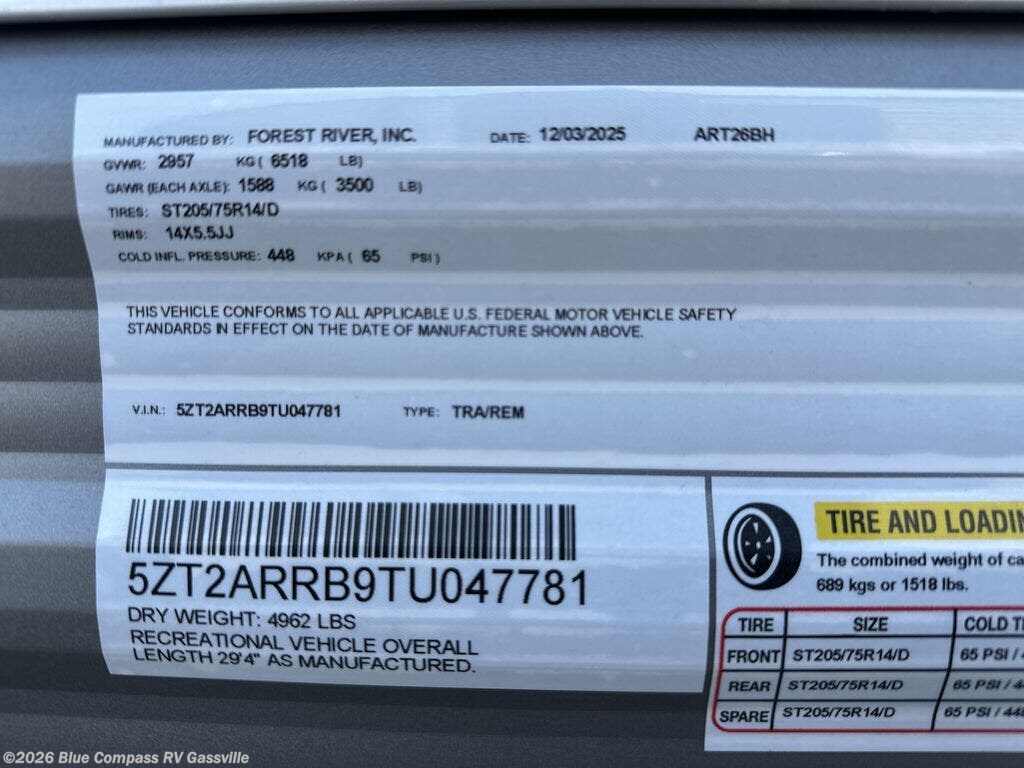 MANUFACTURED BY: FOREST RIVER, INC. DATE: 12/03/2025 ART26BH
GVWR: 2957 KG ( 6518 LB)
GAWR (EACH AXLE): 1588 KG ( 3500 LB)
TIRES: ST205/75R14/D
RIMS: 14X5.5JJ
COLD INFL. PRESSURE: 448 KPA ( 65 PSI )
THIS VEHICLE CONFORMS TO ALL APPLICABLE U.S. FEDERAL MOTOR VEHICLE SAFETY
STANDARDS IN EFFECT ON THE DATE OF MANUFACTURE SHOWN ABOVE.
V.I.N.: 5ZT2ARRB9TU047781 TYPE: TRA/REM
5ZT2ARRB9TU047781
DRY WEIGHT: 4962 LBS
RECREATIONAL VEHICLE OVERALL
LENGTH 29'4" AS MANUFACTURED.
TIRE AND LOADIN
The combined weight of ca
689 kgs or 1518 lbs.
TIRE SIZE COLD TI
FRONT ST205/75R14/D 65 PSI / 4
REAR ST205/75R14/D 65 PSI / 44
SPARE ST205/75R14/D 65 PSI / 448
©2026 Blue Compass RV Gassville